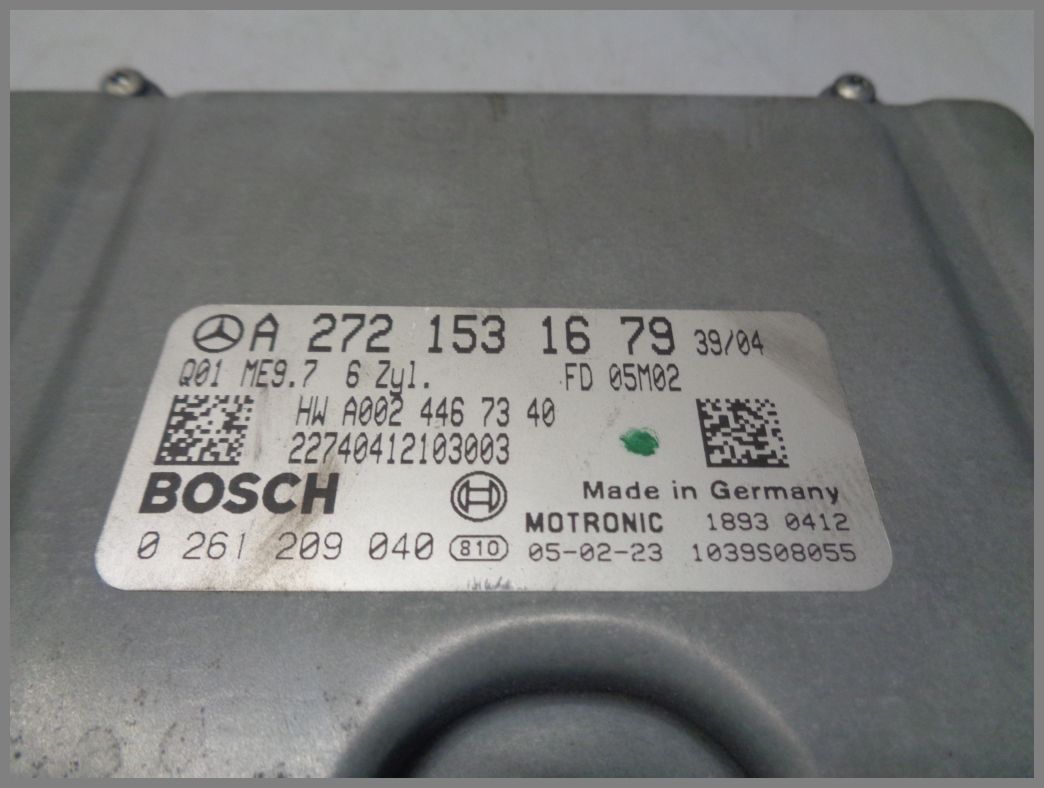 A 272 153 16 79 39/04
Q01 ME9.7 6 Zyl. FD 05M02
HW A002 446 73 40
22740412103003
BOSCH Made in Germany
MOTRONIC 1893 0412
0 261 209 040 810 05-02-23 1039S08055